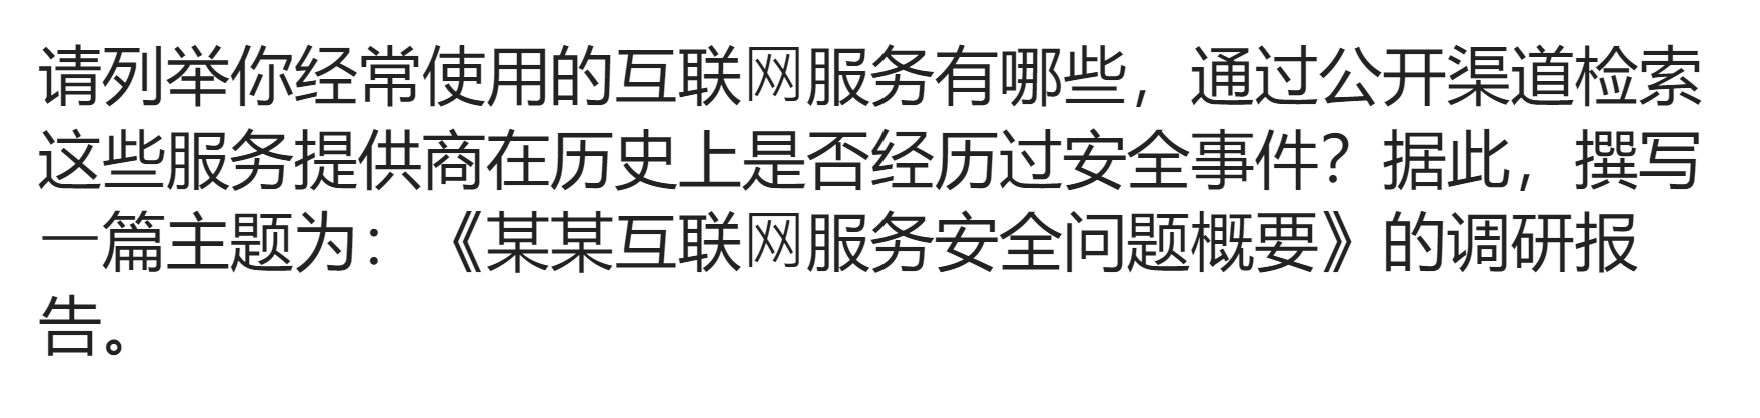 请列举你经常使用的互联网服务有哪些，通过公开渠道检索
这些服务提供商在历史上是否经历过安全事件？据此，撰写
一篇主题为：《某某互联网服务安全问题概要》的调研报
告。